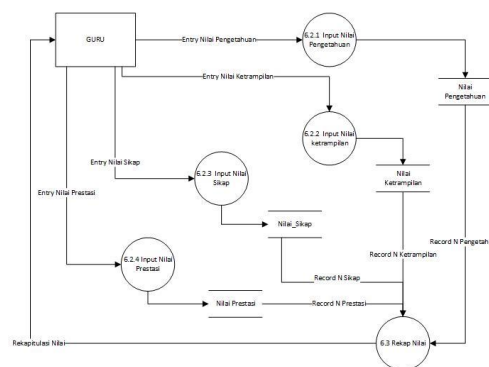 GURU
Entry Nilai Pengetahuan
6.2.1 Input Nilai
Pengetahuan
Nilai
Pengetahuan
Entry Nilai Ketrampilan
6.2.2 Input Nilai
ketrampilan
Nilai
Ketrampilan
Entry Nilai Sikap
6.2.3 Input Nilai
Sikap
Entry Nilai Prestasi
Nilai_Sikap
Record N Pengetah
Record N Ketrampilan
6.2.4 Input Nilai
Prestasi
Record N Sikap
Nilai Prestasi
Record N Prestasi
Rekapitulasi Nilai
6.3 Rekap Nilai